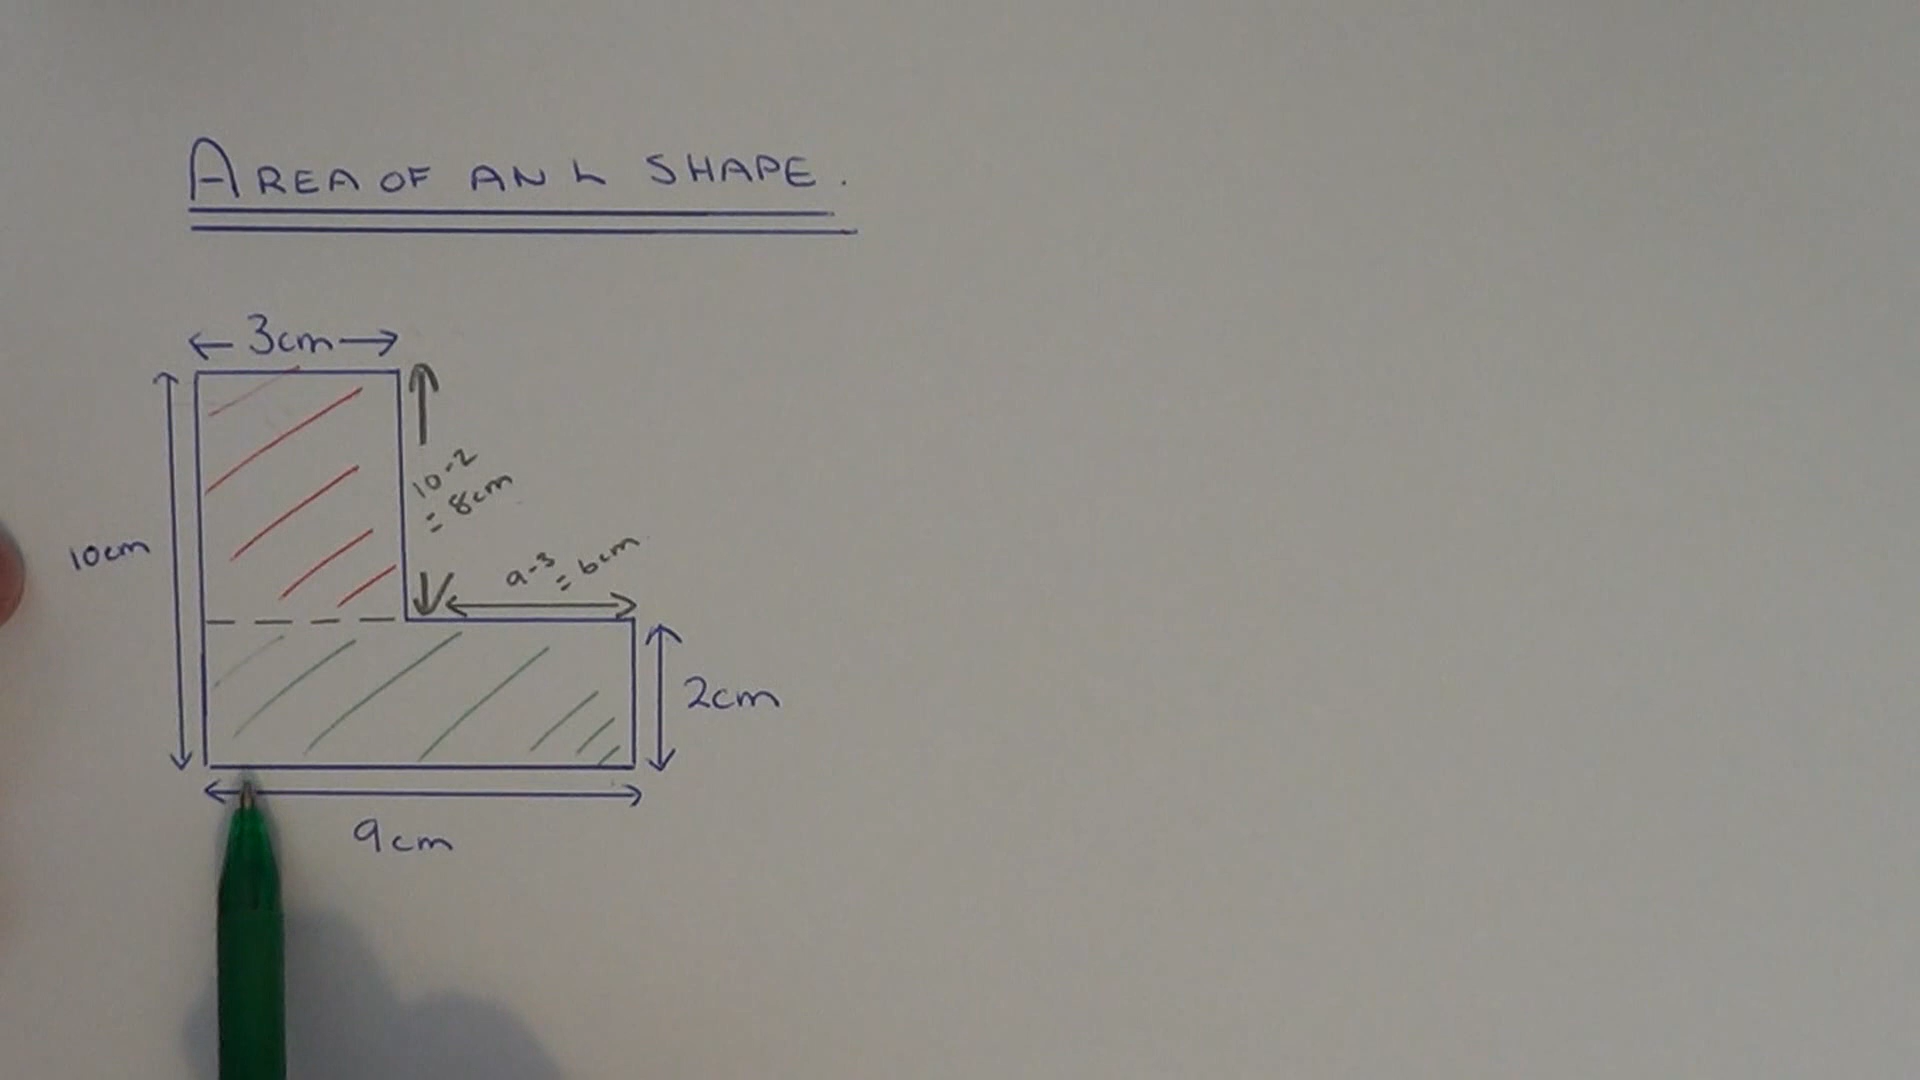 AREA OF AN L SHAPE.
3cm
10-2
= 8cm
10cm
9-3
= 6cm
2cm
9cm